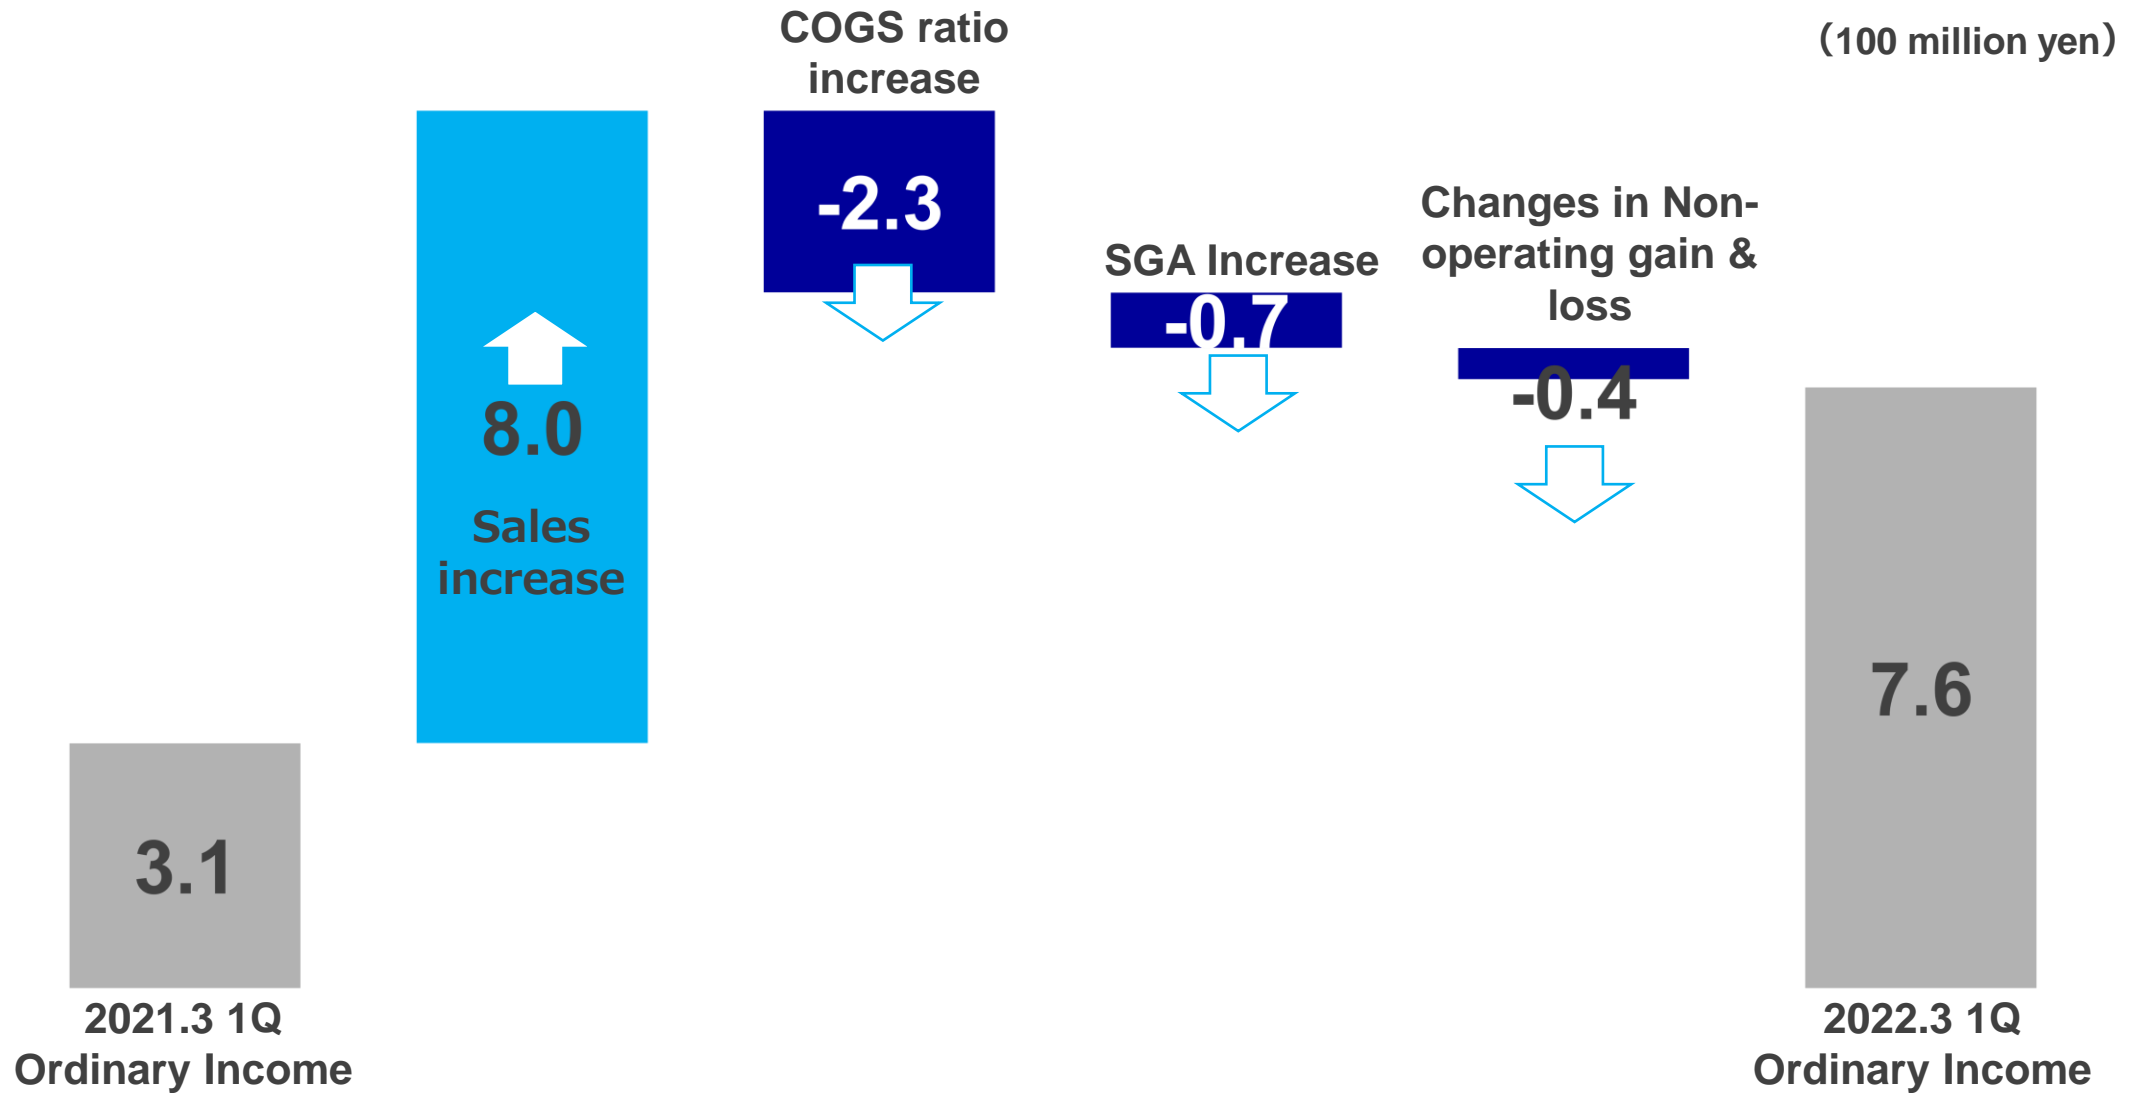 （100 million yen）
COGS ratio
increase
-2.3
8.0
Sales
increase
SGA Increase
-0.7
Changes in Non-
operating gain &
loss
-0.4
3.1
7.6
2021.3 1Q
Ordinary Income
2022.3 1Q
Ordinary Income